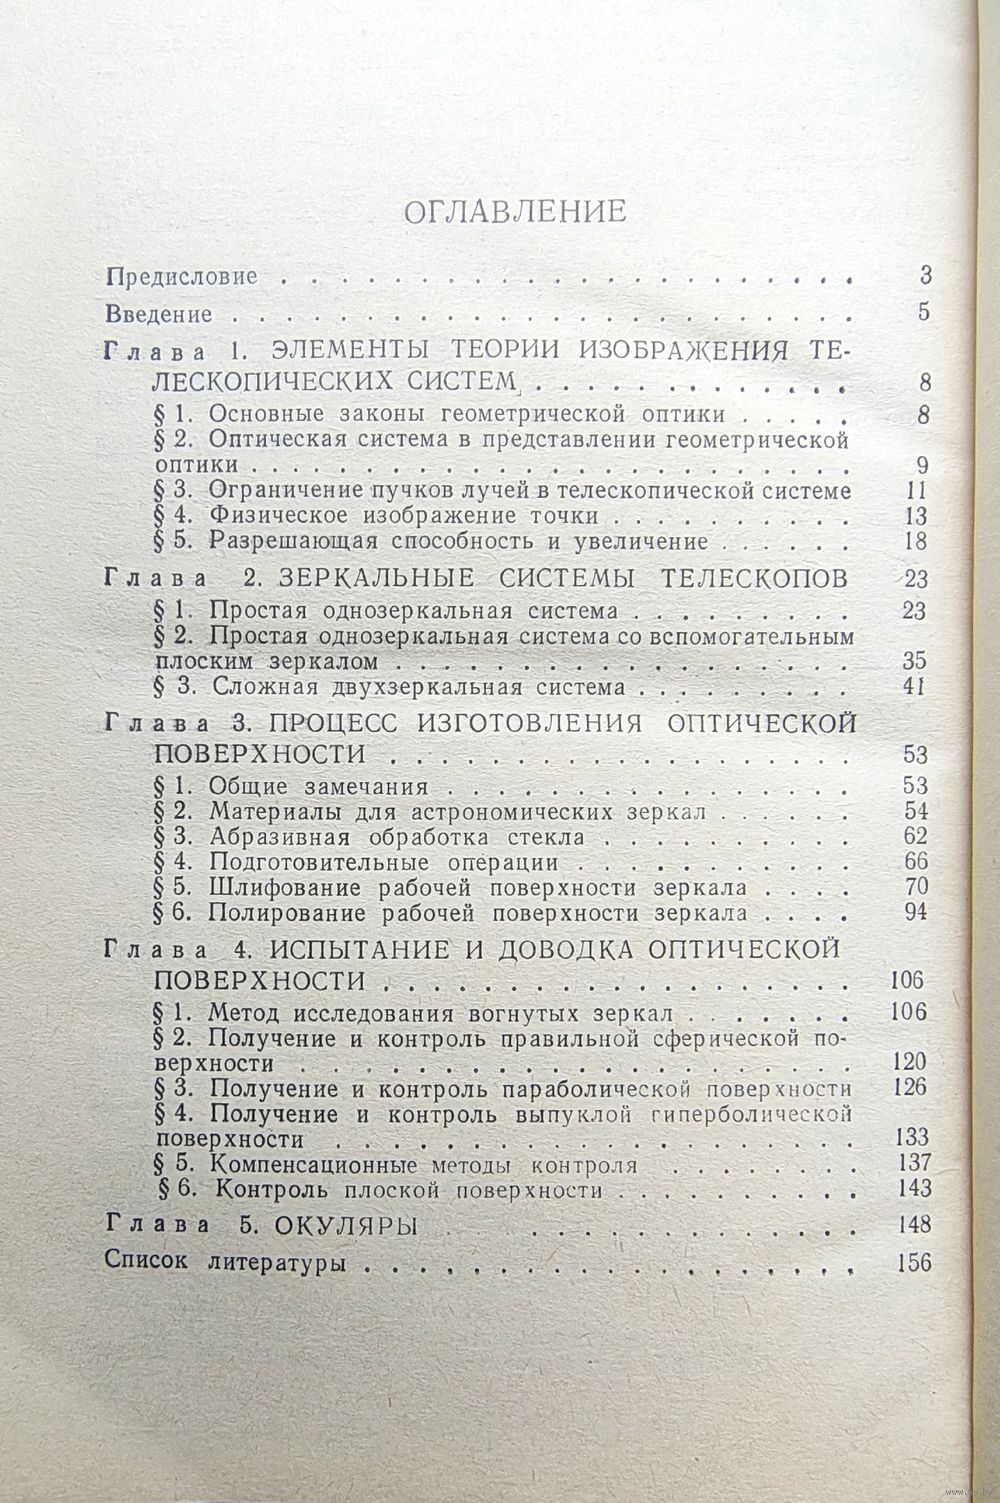 ОГЛАВЛЕНИЕ
Предисловие . . . . . . . . . . . . . . . . . . . . . 3
Введение . . . . . . . . . . . . . . . . . . . . . . . 5
Глава 1. ЭЛЕМЕНТЫ ТЕОРИИ ИЗОБРАЖЕНИЯ ТЕ-
ЛЕСКОПИЧЕСКИХ СИСТЕМ . . . . . . . . . . . . 8
§ 1. Основные законы геометрической оптики . . . . . 8
§ 2. Оптическая система в представлении геометрической
оптики . . . . . . . . . . . . . . . . . . . . . . 9
§ 3. Ограничение пучков лучей в телескопической системе 11
§ 4. Физическое изображение точки . . . . . . . . . 13
§ 5. Разрешающая способность и увеличение . . . . . 18
Глава 2. ЗЕРКАЛЬНЫЕ СИСТЕМЫ ТЕЛЕСКОПОВ 23
§ 1. Простая однозеркальная система . . . . . . . . 23
§ 2. Простая однозеркальная система со вспомогательным
плоским зеркалом . . . . . . . . . . . . . . . . . 35
§ 3. Сложная двухзеркальная система . . . . . . . . 41
Глава 3. ПРОЦЕСС ИЗГОТОВЛЕНИЯ ОПТИЧЕСКОЙ
ПОВЕРХНОСТИ . . . . . . . . . . . . . . . . . 53
§ 1. Общие замечания . . . . . . . . . . . . . . . 53
§ 2. Материалы для астрономических зеркал . . . . . 54
§ 3. Абразивная обработка стекла . . . . . . . . . 62
§ 4. Подготовительные операции . . . . . . . . . . 66
§ 5. Шлифование рабочей поверхности зеркала . . . . 70
§ 6. Полирование рабочей поверхности зеркала . . . . 94
Глава 4. ИСПЫТАНИЕ И ДОВОДКА ОПТИЧЕСКОЙ
ПОВЕРХНОСТИ . . . . . . . . . . . . . . . . . 106
§ 1. Метод исследования вогнутых зеркал . . . . . . . 106
§ 2. Получение и контроль правильной сферической по-
верхности . . . . . . . . . . . . . . . . . . . . 120
§ 3. Получение и контроль параболической поверхности 126
§ 4. Получение и контроль выпуклой гиперболической
поверхности . . . . . . . . . . . . . . . . . . . 133
§ 5. Компенсационные методы контроля . . . . . . . 137
§ 6. Контроль плоской поверхности . . . . . . . . . 143
Глава 5. ОКУЛЯРЫ . . . . . . . . . . . . . . 148
Список литературы . . . . . . . . . . . . . . . . . . 156